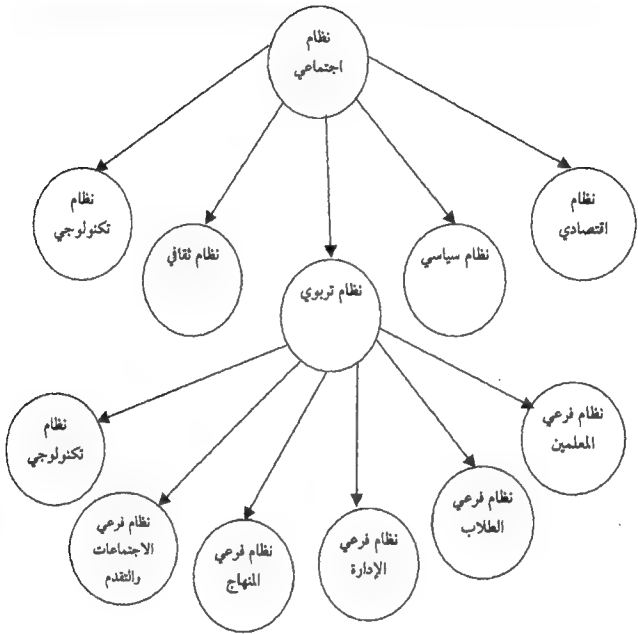 نظام
اجتماعي
نظام
اقتصادي
نظام سياسي
نظام تربوي
نظام ثقافي
نظام
تكنولوجي
نظام فرعي
المعلمين
نظام فرعي
الطلاب
نظام فرعي
الإدارة
نظام فرعي
المنهاج
نظام فرعي
الاجتماعات
والتقدم
نظام
تكنولوجي